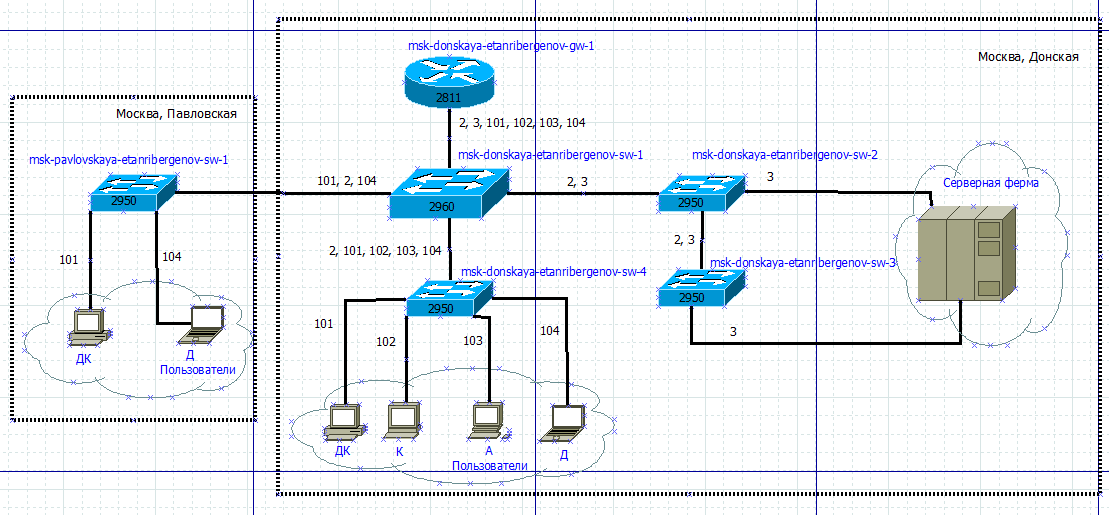 msk-donskaya-etanribergenov-gw-1
Москва, Донская
2811
Москва, Павловская
2, 3, 101, 102, 103, 104
msk-pavlovskaya-etanribergenov-sw-1
msk-donskaya-etanribergenov-sw-1
msk-donskaya-etanribergenov-sw-2
101, 2, 104
2, 3
3
Серверная ферма
2950
2960
2950
2, 3
101
104
2, 101, 102, 103, 104
msk-donskaya-etanribergenov-sw-4
msk-donskaya-etanribergenov-sw-3
2950
2950
101
102
103
104
3
ДК
Д
Пользователи
ДК
К
А
Д
Пользователи